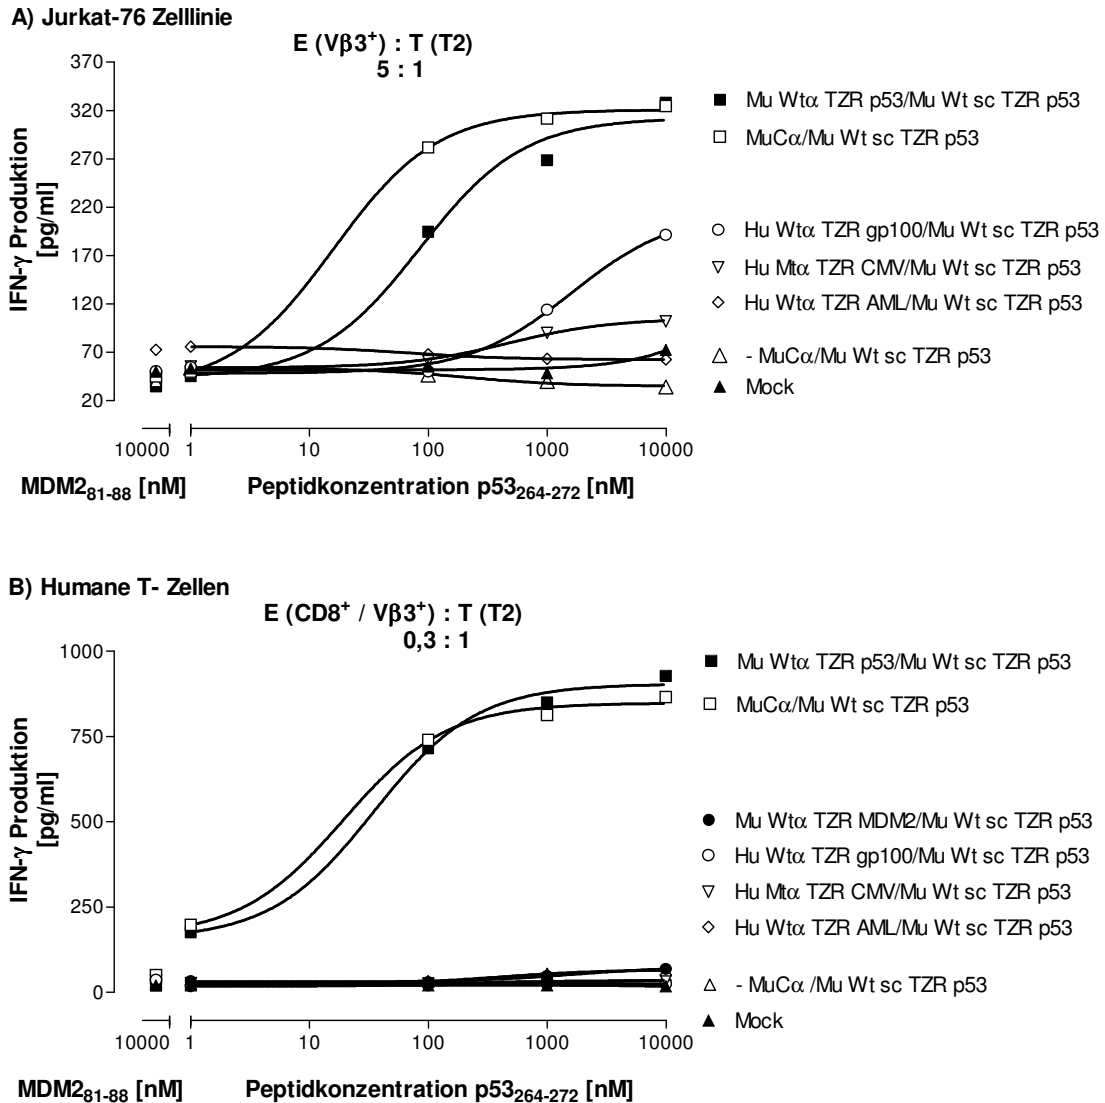 A) Jurkat-76 Zelllinie
E (Vβ3+) : T (T2)
5 : 1
IFN-γ Produktion
[pg/ml]
370
320
270
220
170
120
70
20
10000
1
10
100
1000
10000
MDM281-88 [nM]
Peptidkonzentration p53264-272 [nM]
Mu Wtα TZR p53/Mu Wt sc TZR p53
MuCα/Mu Wt sc TZR p53
Hu Wtα TZR gp100/Mu Wt sc TZR p53
Hu Mtα TZR CMV/Mu Wt sc TZR p53
Hu Wtα TZR AML/Mu Wt sc TZR p53
- MuCα/Mu Wt sc TZR p53
Mock
B) Humane T- Zellen
E (CD8+ / Vβ3+) : T (T2)
0,3 : 1
IFN-γ Produktion
[pg/ml]
1000
750
500
250
0
10000
1
10
100
1000
10000
MDM281-88 [nM]
Peptidkonzentration p53264-272 [nM]
Mu Wtα TZR p53/Mu Wt sc TZR p53
MuCα/Mu Wt sc TZR p53
Mu Wtα TZR MDM2/Mu Wt sc TZR p53
Hu Wtα TZR gp100/Mu Wt sc TZR p53
Hu Mtα TZR CMV/Mu Wt sc TZR p53
Hu Wtα TZR AML/Mu Wt sc TZR p53
- MuCα /Mu Wt sc TZR p53
Mock